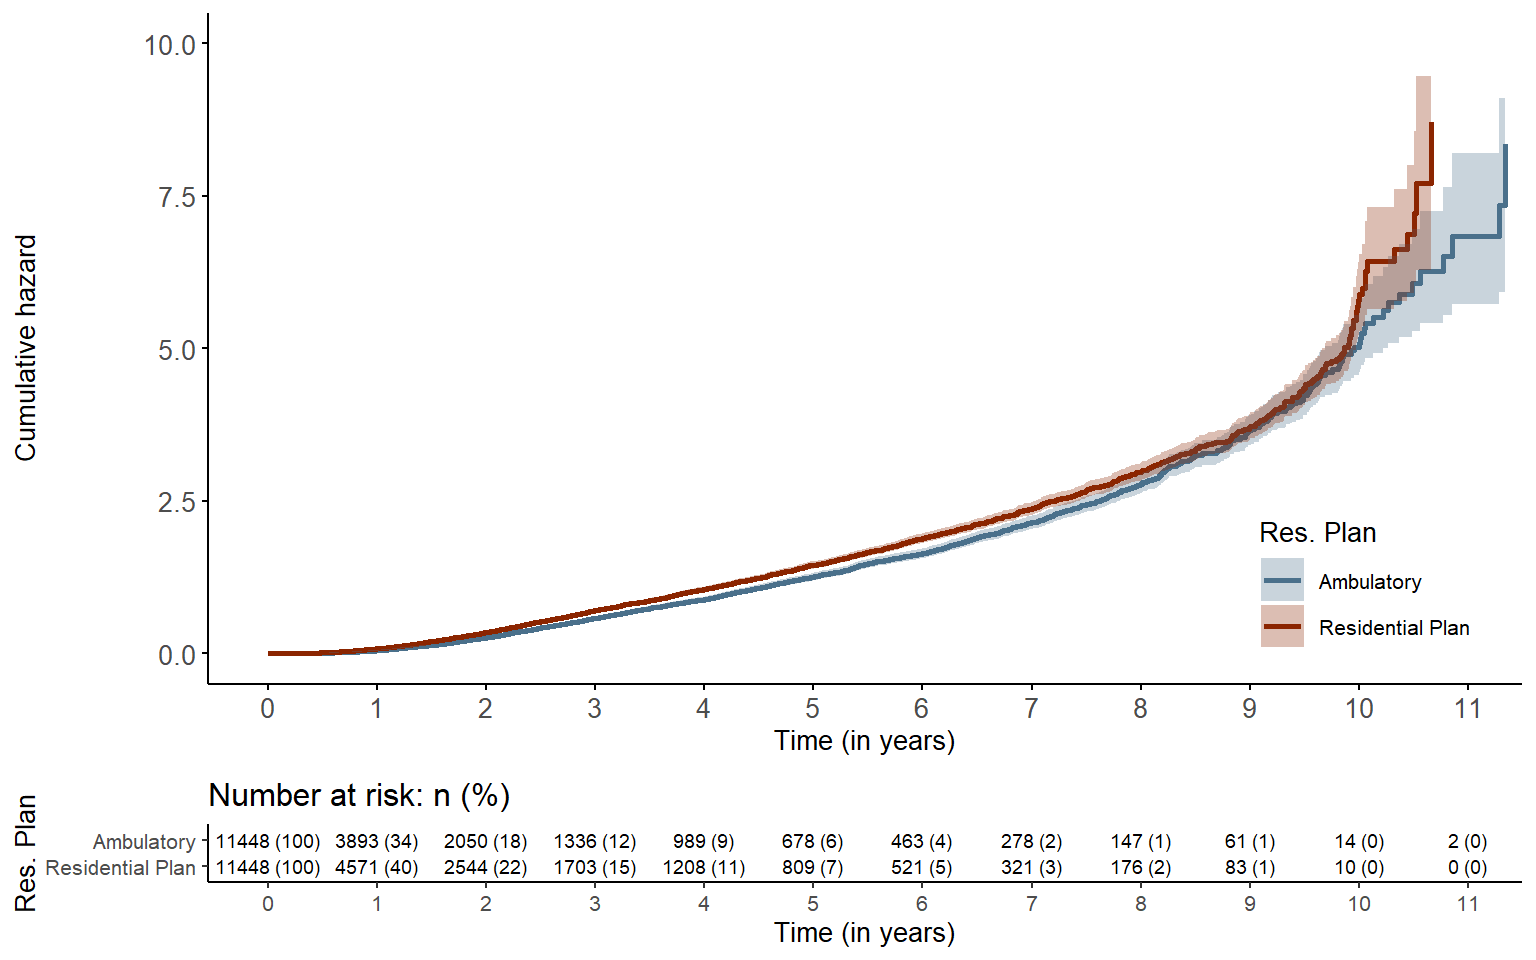 10.0
7.5
5.0
2.5
0.0
Cumulative hazard
Res. Plan
Ambulatory
Residential Plan
0 1 2 3 4 5 6 7 8 9 10 11
Time (in years)
Number at risk: n (%)
Res. Plan
Ambulatory 11448 (100) 3893 (34) 2050 (18) 1336 (12) 989 (9) 678 (6) 463 (4) 278 (2) 147 (1) 61 (1) 14 (0) 2 (0)
Residential Plan 11448 (100) 4571 (40) 2544 (22) 1703 (15) 1208 (11) 809 (7) 521 (5) 321 (3) 176 (2) 83 (1) 10 (0) 0 (0)
0 1 2 3 4 5 6 7 8 9 10 11
Time (in years)